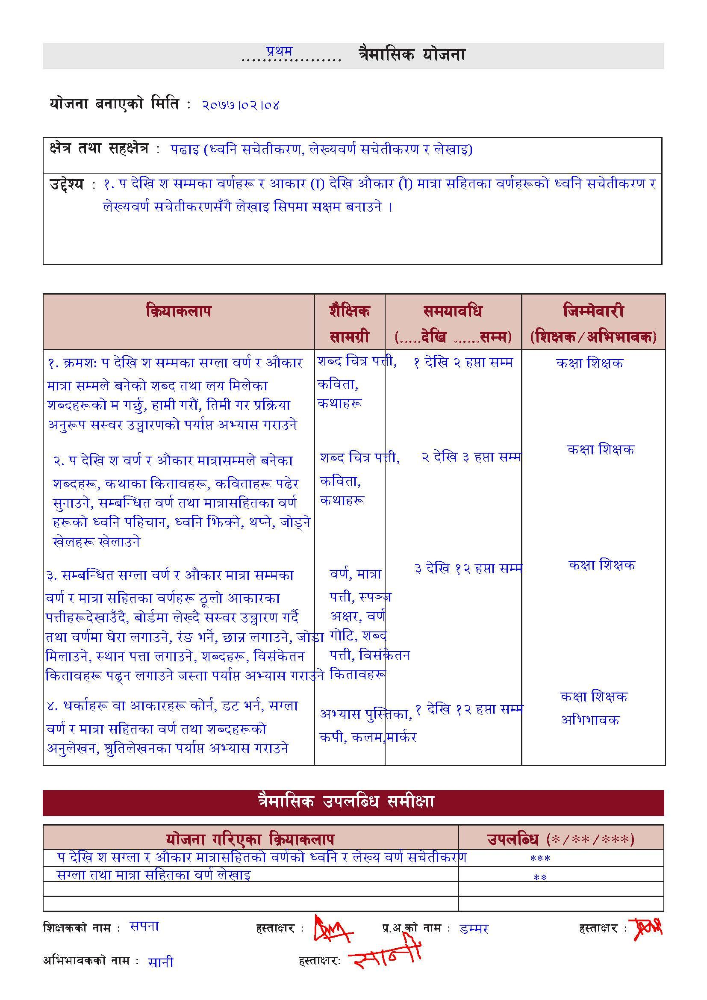 प्रथम
................... त्रैमासिक योजना
योजना बनाएको मिति : २०७७।०२।०४
क्षेत्र तथा सहक्षेत्र : पढाइ (ध्वनि सचेतीकरण, लेख्यवर्ण सचेतीकरण र लेखाइ)
उद्देश्य : १. प देखि श सम्मका वर्णहरू र आकार (ा) देखि औकार (ौ) मात्रा सहितका वर्णहरूको ध्वनि सचेतीकरण र
लेख्यवर्ण सचेतीकरणसँगै लेखाइ सिपमा सक्षम बनाउने ।
क्रियाकलाप
शैक्षिक
सामग्री
समयावधि
(.....देखि ......सम्म)
जिम्मेवारी
(शिक्षक/अभिभावक)
१. क्रमश: प देखि श सम्मका सग्ला वर्ण र औकार
मात्रा सम्मले बनेको शब्द तथा लय मिलेका
शब्दहरूको म गर्छु, हामी गरौं, तिमी गर प्रक्रिया
अनुरूप सस्वर उच्चारणको पर्याप्त अभ्यास गराउने
शब्द चित्र पत्ती,
कविता,
कथाहरू
१ देखि २ हप्ता सम्म
कक्षा शिक्षक
२. प देखि श वर्ण र औकार मात्रासम्मले बनेका
शब्दहरू, कथाका कितावहरू, कविताहरू पढेर
सुनाउने, सम्बन्धित वर्ण तथा मात्रासहितका वर्ण
हरूको ध्वनि पहिचान, ध्वनि झिक्ने, थप्ने, जोड्ने
खेलहरू खेलाउने
शब्द चित्र पत्ती,
कविता,
कथाहरू
२ देखि ३ हप्ता सम्म
कक्षा शिक्षक
३. सम्बन्धित सग्ला वर्ण र औकार मात्रा सम्मका
वर्ण र मात्रा सहितका वर्णहरू ठूलो आकारका
पत्तीहरूदेखाउँदै, बोर्डमा लेख्दै सस्वर उच्चारण गर्दै
तथा वर्णमा घेरा लगाउने, रंङ भर्ने, छान्न लगाउने, जोडा
मिलाउने, स्थान पत्ता लगाउने, शब्दहरू, विसंकेतन
कितावहरू पढ्न लगाउने जस्ता पर्याप्त अभ्यास गराउने
वर्ण, मात्रा
पत्ती, स्पञ्ज
अक्षर, वर्ण
गोटि, शब्द
पत्ती, विसंकेतन
कितावहरू
३ देखि १२ हप्ता सम्म
कक्षा शिक्षक
४. धर्काहरू वा आकारहरू कोर्न, डट भर्न, सग्ला
वर्ण र मात्रा सहितका वर्ण तथा शब्दहरूको
अनुलेखन, श्रुतिलेखनका पर्याप्त अभ्यास गराउने
अभ्यास पुस्तिका,
कपी, कलम,मार्कर
१ देखि १२ हप्ता सम्म
कक्षा शिक्षक
अभिभावक
त्रैमासिक उपलब्धि समीक्षा
योजना गरिएका क्रियाकलाप उपलब्धि (*/**/***)
प देखि श सग्ला र औकार मात्रासहितको वर्णको ध्वनि र लेख्य वर्ण सचेतीकरण ***
सग्ला तथा मात्रा सहितका वर्ण लेखाइ **
शिक्षकको नाम : सपना हस्ताक्षर : प्र.अ.को नाम : डम्मर हस्ताक्षर :
अभिभावकको नाम : सानी हस्ताक्षर: सानी